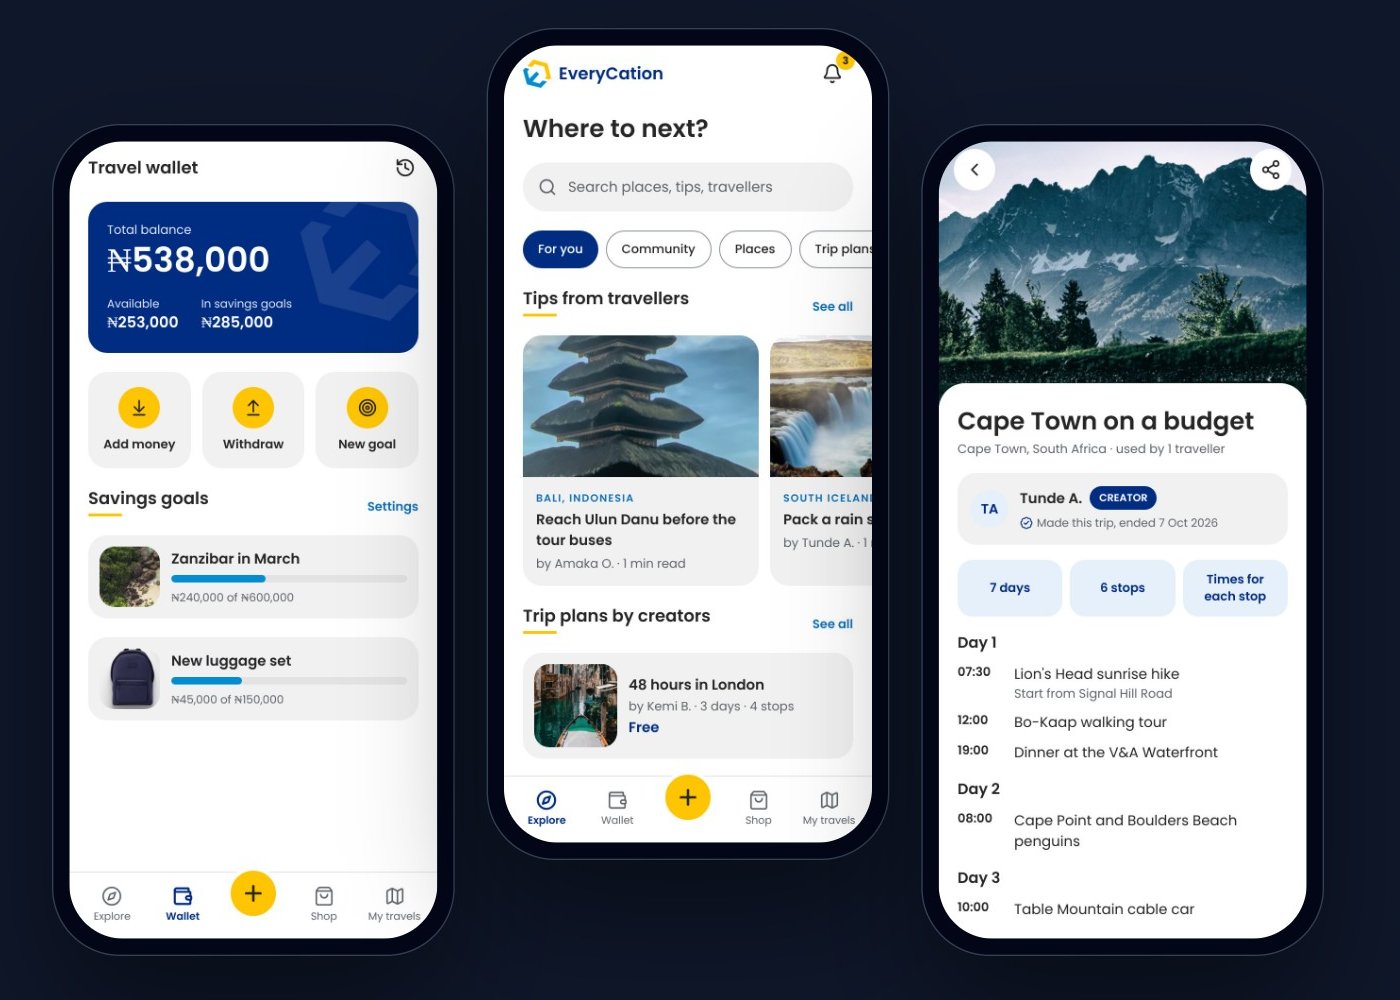 Travel wallet
Total balance
₦538,000
Available
In savings goals
₦253,000
₦285,000
Add money
Withdraw
New goal
Savings goals
Settings
Zanzibar in March
₦240,000 of ₦600,000
New luggage set
₦45,000 of ₦150,000
Explore
Wallet
Shop
My travels
EveryCation
3
Where to next?
Search places, tips, travellers
For you
Community
Places
Trip plans
Tips from travellers
See all
BALI, INDONESIA
Reach Ulun Danu before the
tour buses
by Amaka O. · 1 min read
SOUTH ICELAND
Pack a rain s
by Tunde A. · 1
Trip plans by creators
See all
48 hours in London
by Kemi B. · 3 days · 4 stops
Free
Explore
Wallet
Shop
My travels
Cape Town on a budget
Cape Town, South Africa · used by 1 traveller
TA
Tunde A.
CREATOR
Made this trip, ended 7 Oct 2026
7 days
6 stops
Times for
each stop
Day 1
07:30 Lion's Head sunrise hike
Start from Signal Hill Road
12:00 Bo-Kaap walking tour
19:00 Dinner at the V&A Waterfront
Day 2
08:00 Cape Point and Boulders Beach
penguins
Day 3
10:00 Table Mountain cable car